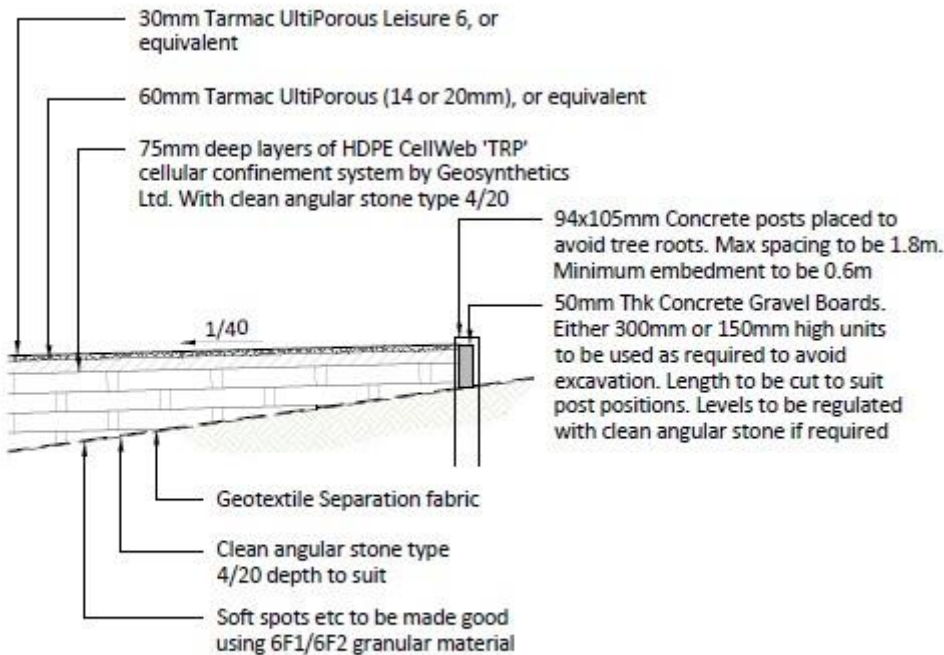 30mm Tarmac UltiPorous Leisure 6, or
equivalent
60mm Tarmac UltiPorous (14 or 20mm), or equivalent
75mm deep layers of HDPE CellWeb 'TRP'
cellular confinement system by Geosynthetics
Ltd. With clean angular stone type 4/20
94x105mm Concrete posts placed to
avoid tree roots. Max spacing to be 1.8m.
Minimum embedment to be 0.6m
50mm Thk Concrete Gravel Boards.
Either 300mm or 150mm high units
to be used as required to avoid
excavation. Length to be cut to suit
post positions. Levels to be regulated
with clean angular stone if required
1/40
Geotextile Separation fabric
Clean angular stone type
4/20 depth to suit
Soft spots etc to be made good
using 6F1/6F2 granular material